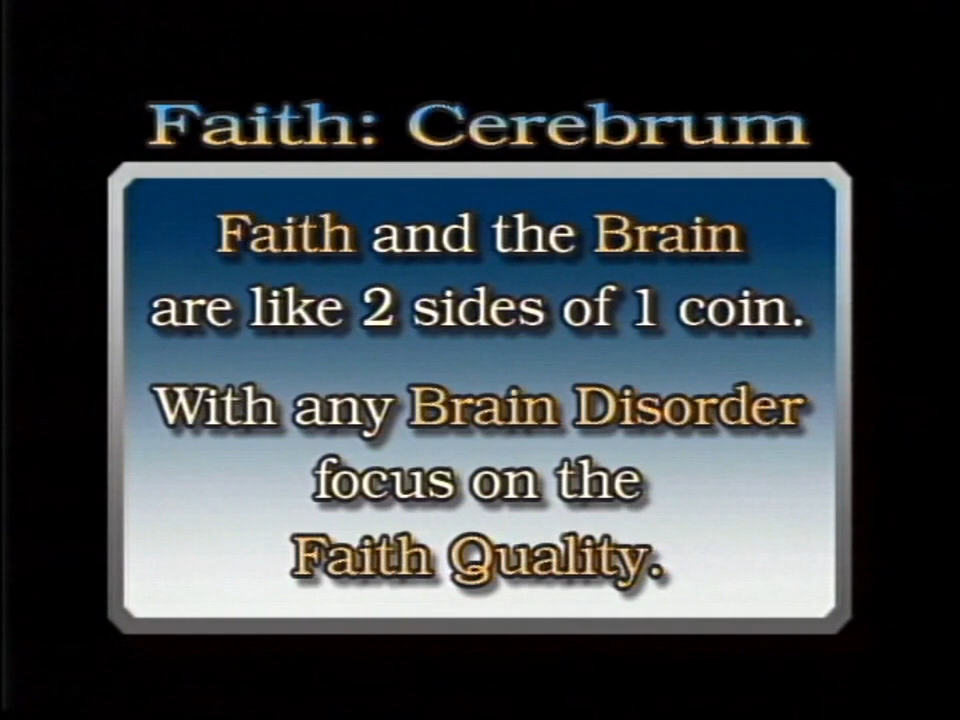 Faith: Cerebrum
Faith and the Brain
are like 2 sides of 1 coin.
With any Brain Disorder
focus on the
Faith Quality.